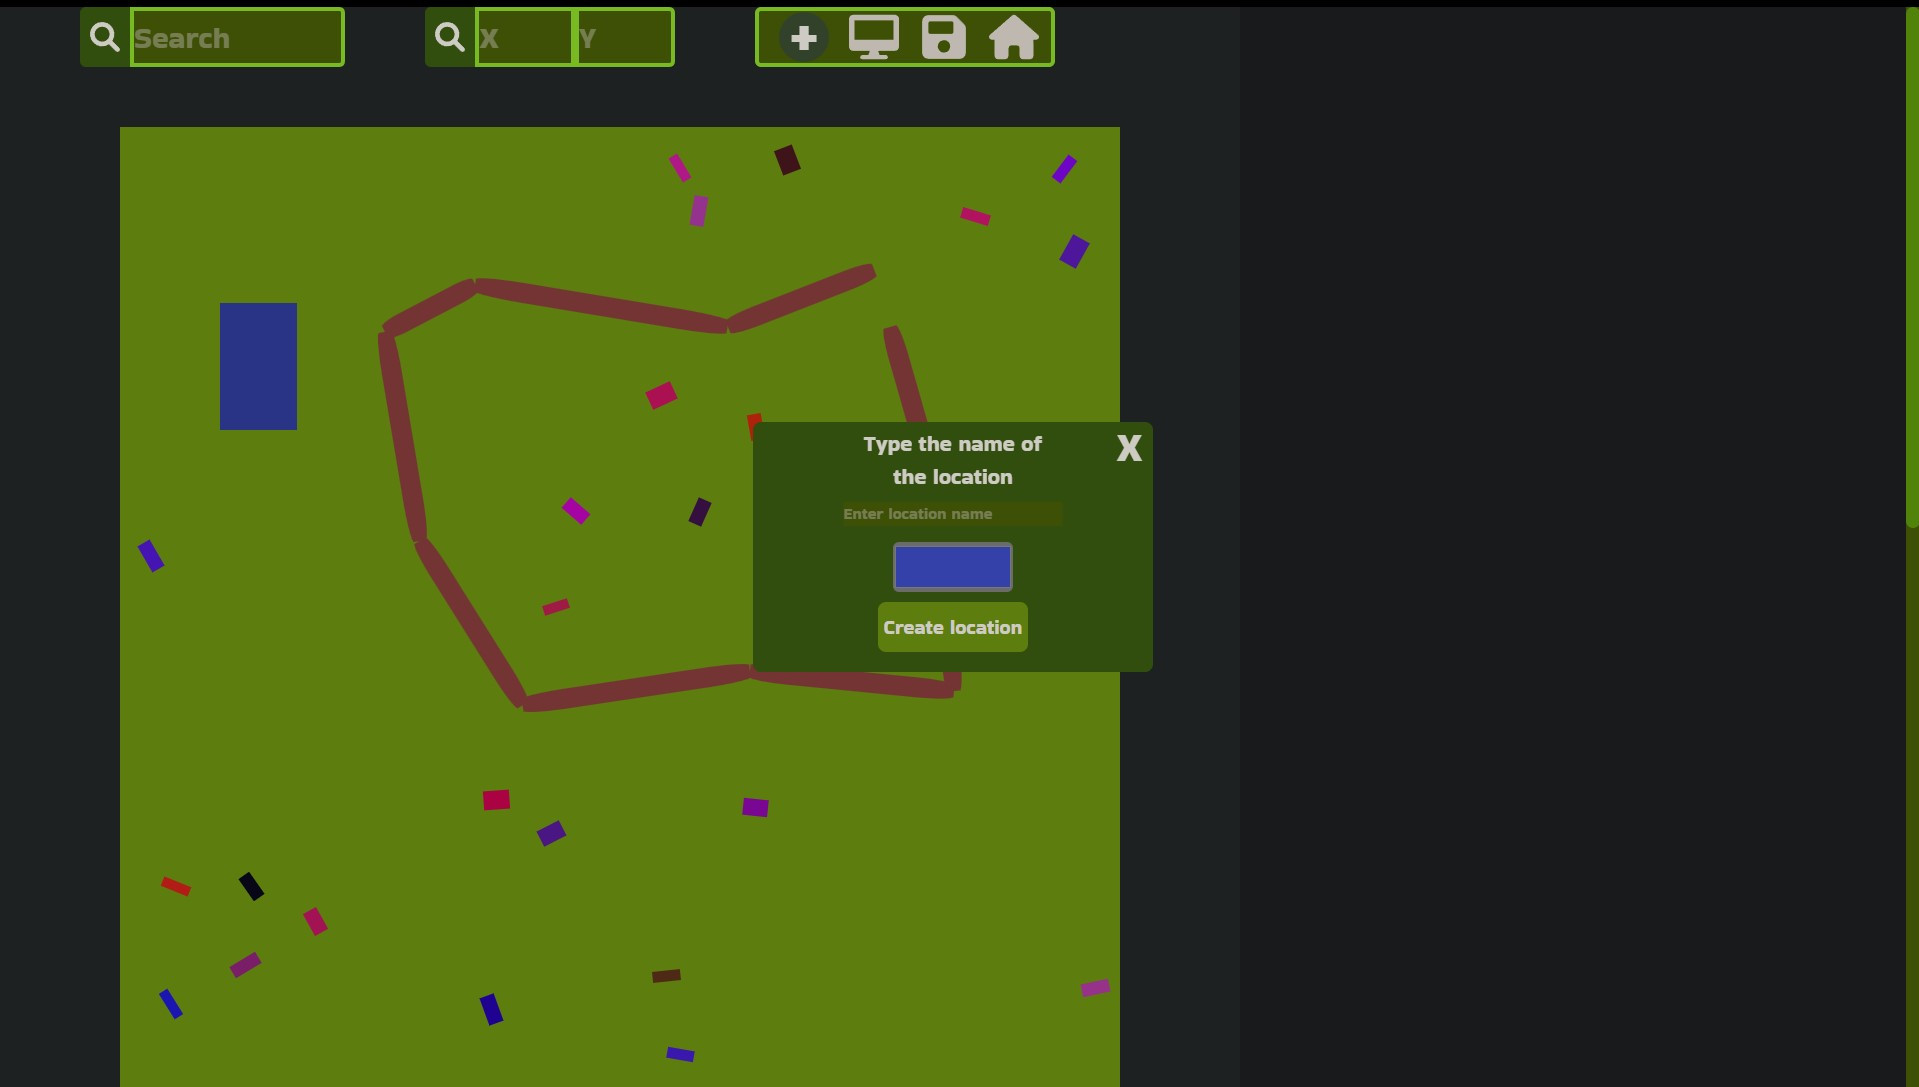 Search
X
Y
Type the name of
the location
X
Enter location name
Create location